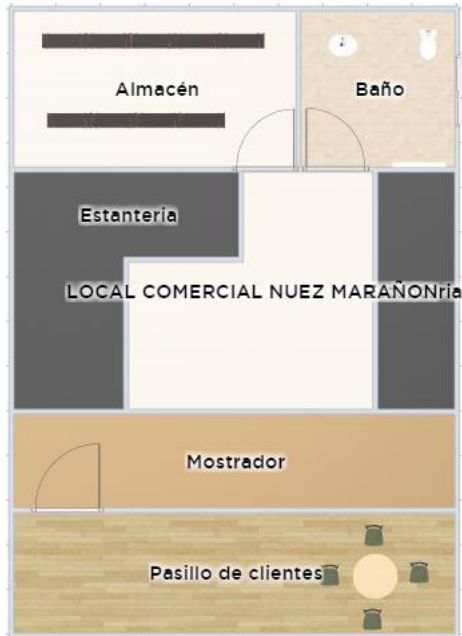 Almacén
Baño
Estanteria
LOCAL COMERCIAL NUEZ MARAÑONria
Mostrador
Pasillo de clientes